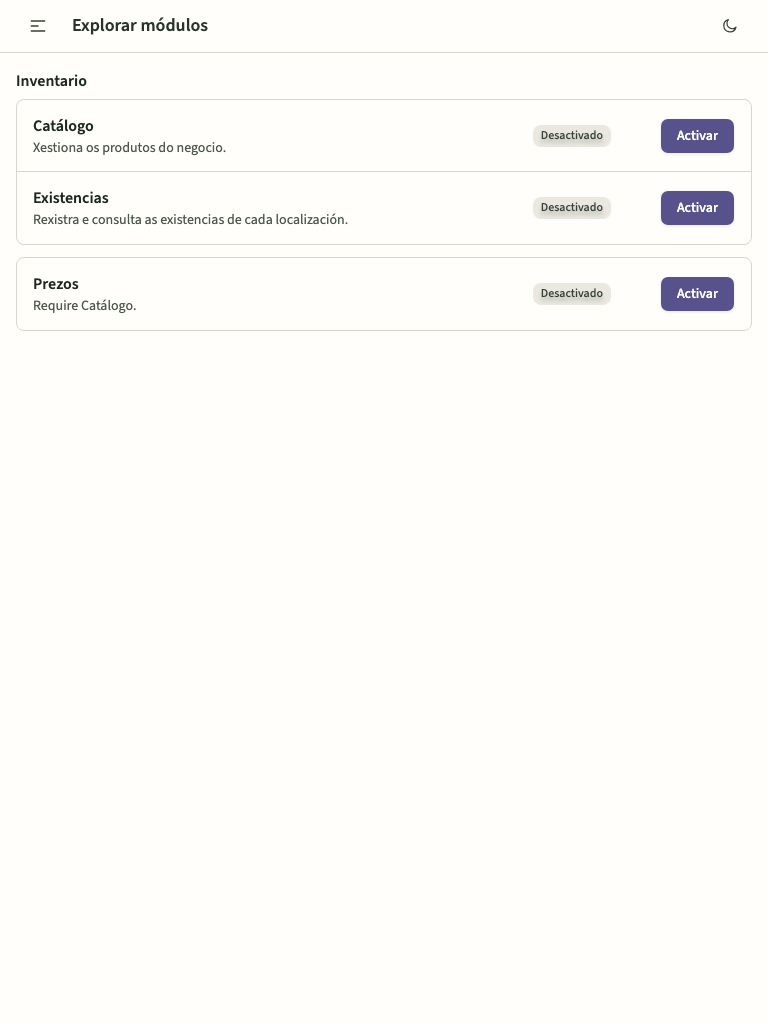 Explorar módulos
Inventario
Catálogo
Xestiona os produtos do negocio.
Desactivado
Activar
Existencias
Rexistra e consulta as existencias de cada localización.
Desactivado
Activar
Prezos
Require Catálogo.
Desactivado
Activar